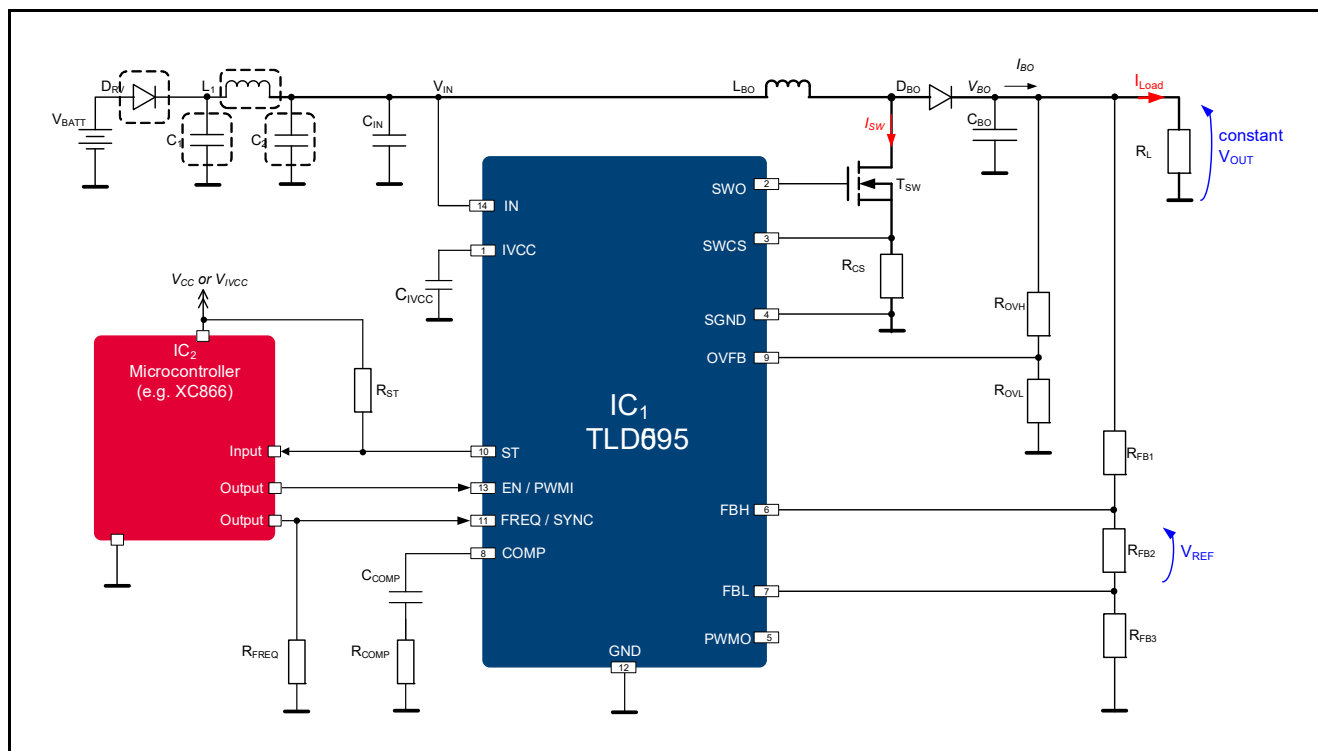 D_RV
L_1
V_IN
L_BO
D_BO
V_BO
I_BO
I_Load
V_BATT
C_1
C_2
C_IN
I_SW
C_BO
R_L
constant
V_OUT
SWO
2
T_SW
14
IN
SWCS
3
1
IVCC
R_CS
V_CC or V_IVCC
C_IVCC
R_OVH
SGND
4
IC_2
Microcontroller
(e.g. XC866)
OVFB
9
R_ST
R_OVL
IC_1
Input
10
ST
R_FB1
Output
13
EN / PWMI
FBH
6
Output
11
FREQ / SYNC
8
COMP
R_FB2
V_REF
C_COMP
FBL
7
R_FB3
PWMO
5
R_FREQ
R_COMP
GND
12